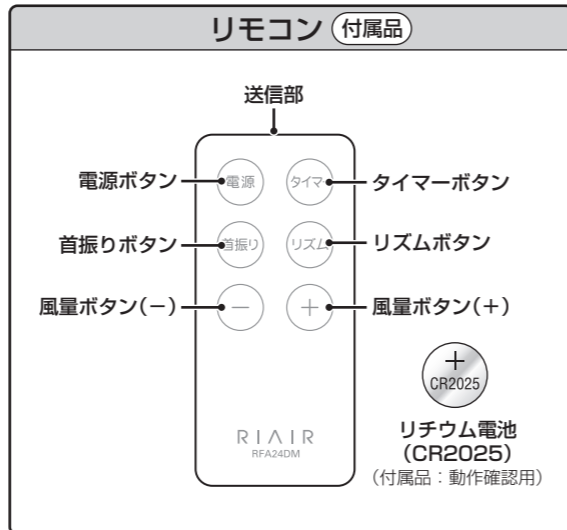 リモコン 付属品
送信部
電源ボタン
電源
タイマー
タイマーボタン
首振りボタン
首振り
リズム
リズムボタン
風量ボタン(－)
－
＋
風量ボタン(＋)
＋
CR2025
リチウム電池
(CR2025)
(付属品：動作確認用)
RIAIR
RFA24DM